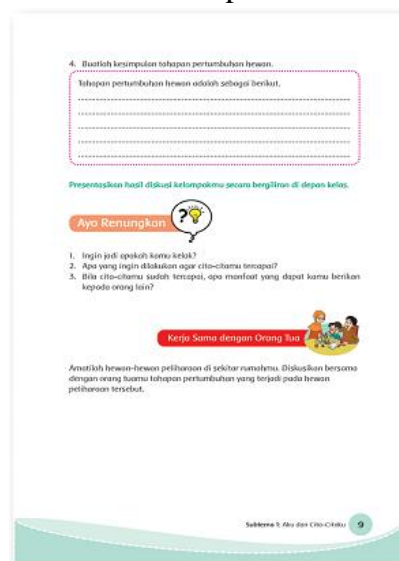 4. Buatlah kesimpulan tahapan pertumbuhan hewan.
Tahapan pertumbuhan hewan adalah sebagai berikut.
Presentasikan hasil diskusi kelompokmu secara bergiliran di depan kelas.
Ayo Renungkan
1. Ingin jadi apakah kamu kelak?
2. Apa yang ingin dilakukan agar cita-citamu tercapai?
3. Bila cita-citamu sudah tercapai, apa manfaat yang dapat kamu berikan
kepada orang lain?
Kerja Sama dengan Orang Tua
Amatilah hewan-hewan peliharaan di sekitar rumahmu. Diskusikan bersama
dengan orang tuamu tahapan pertumbuhan yang terjadi pada hewan
peliharaan tersebut.
Subtema 1: Aku dan Cita-Citaku 9